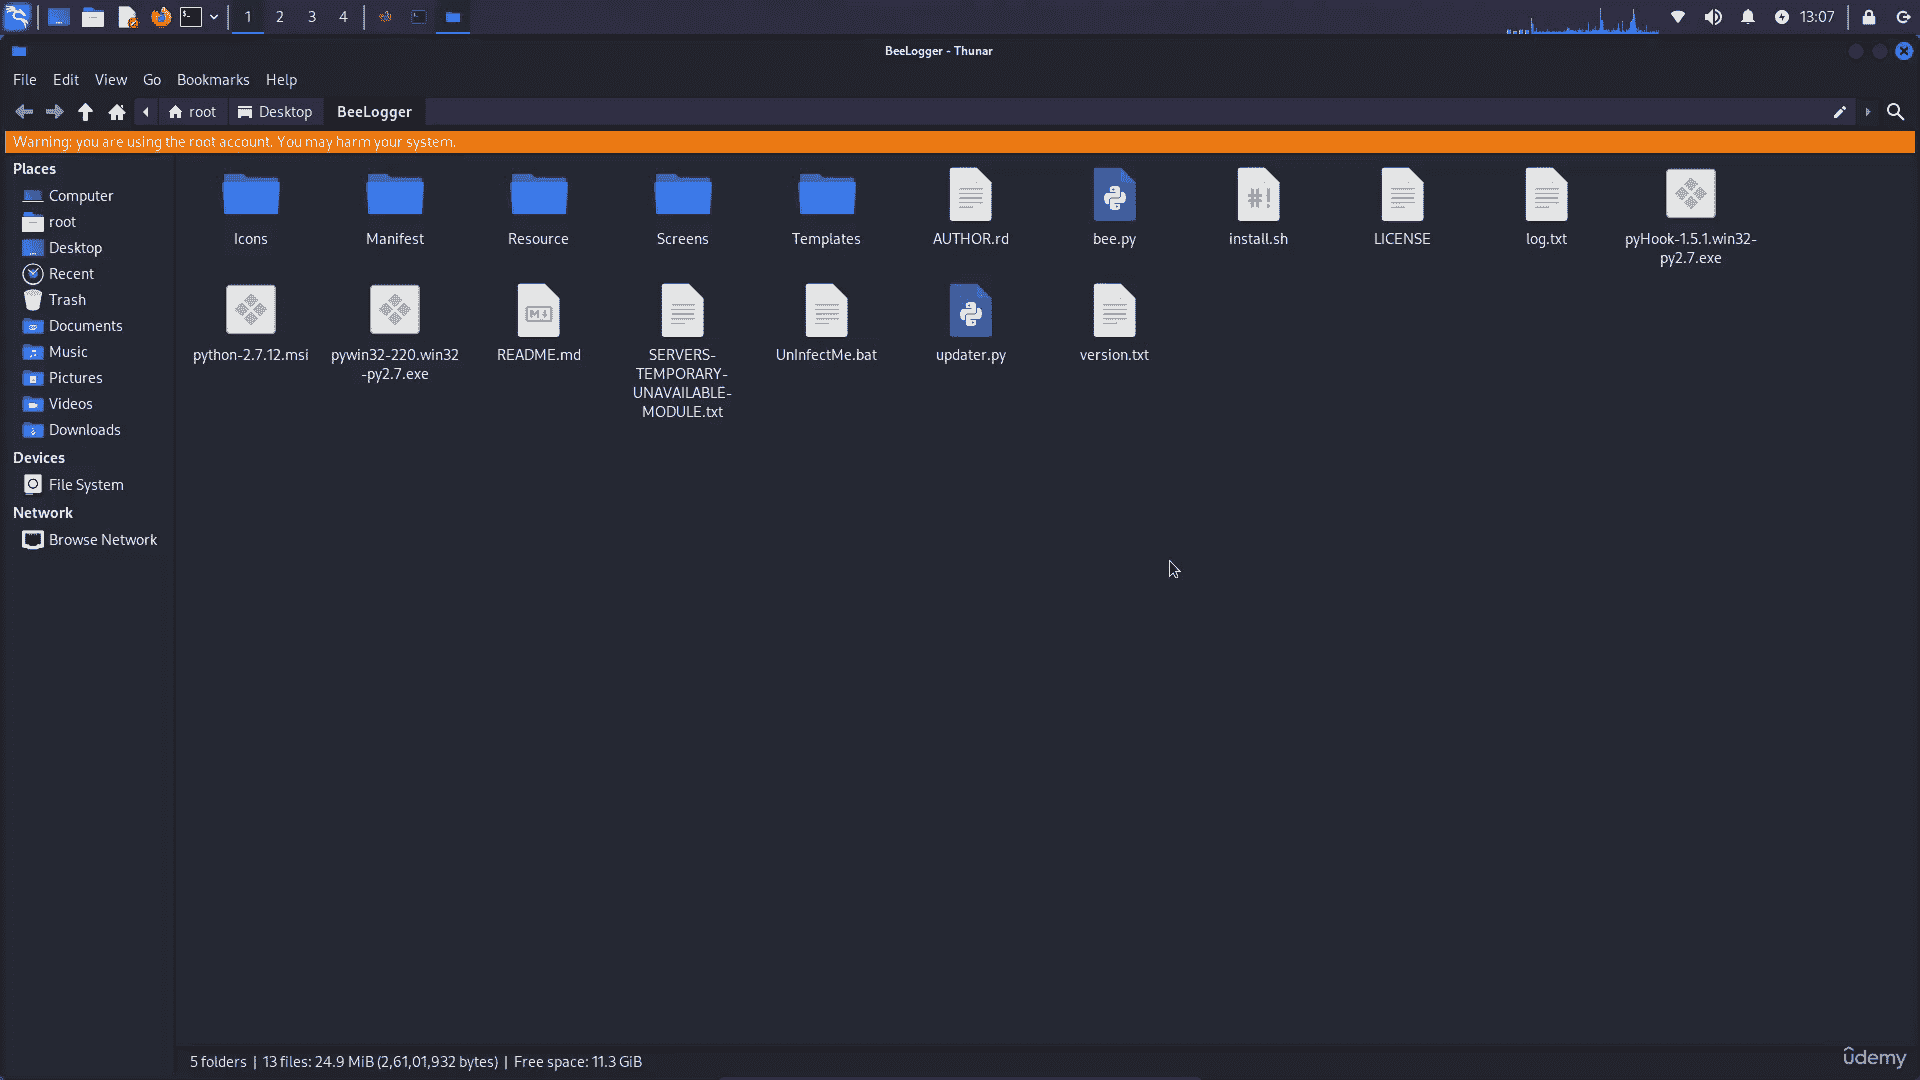 1 2 3 4
13:07
BeeLogger - Thunar
File Edit View Go Bookmarks Help
root Desktop BeeLogger
Warning: you are using the root account. You may harm your system.
Places
Computer
root
Desktop
Recent
Trash
Documents
Music
Pictures
Videos
Downloads
Devices
File System
Network
Browse Network
Icons
Manifest
Resource
Screens
Templates
AUTHOR.rd
bee.py
#!
install.sh
LICENSE
log.txt
pyHook-1.5.1.win32-
py2.7.exe
python-2.7.12.msi
pywin32-220.win32
-py2.7.exe
M
README.md
SERVERS-
TEMPORARY-
UNAVAILABLE-
MODULE.txt
UnInfectMe.bat
updater.py
version.txt
5 folders | 13 files: 24.9 MiB (2,61,01,932 bytes) | Free space: 11.3 GiB
ûdemy